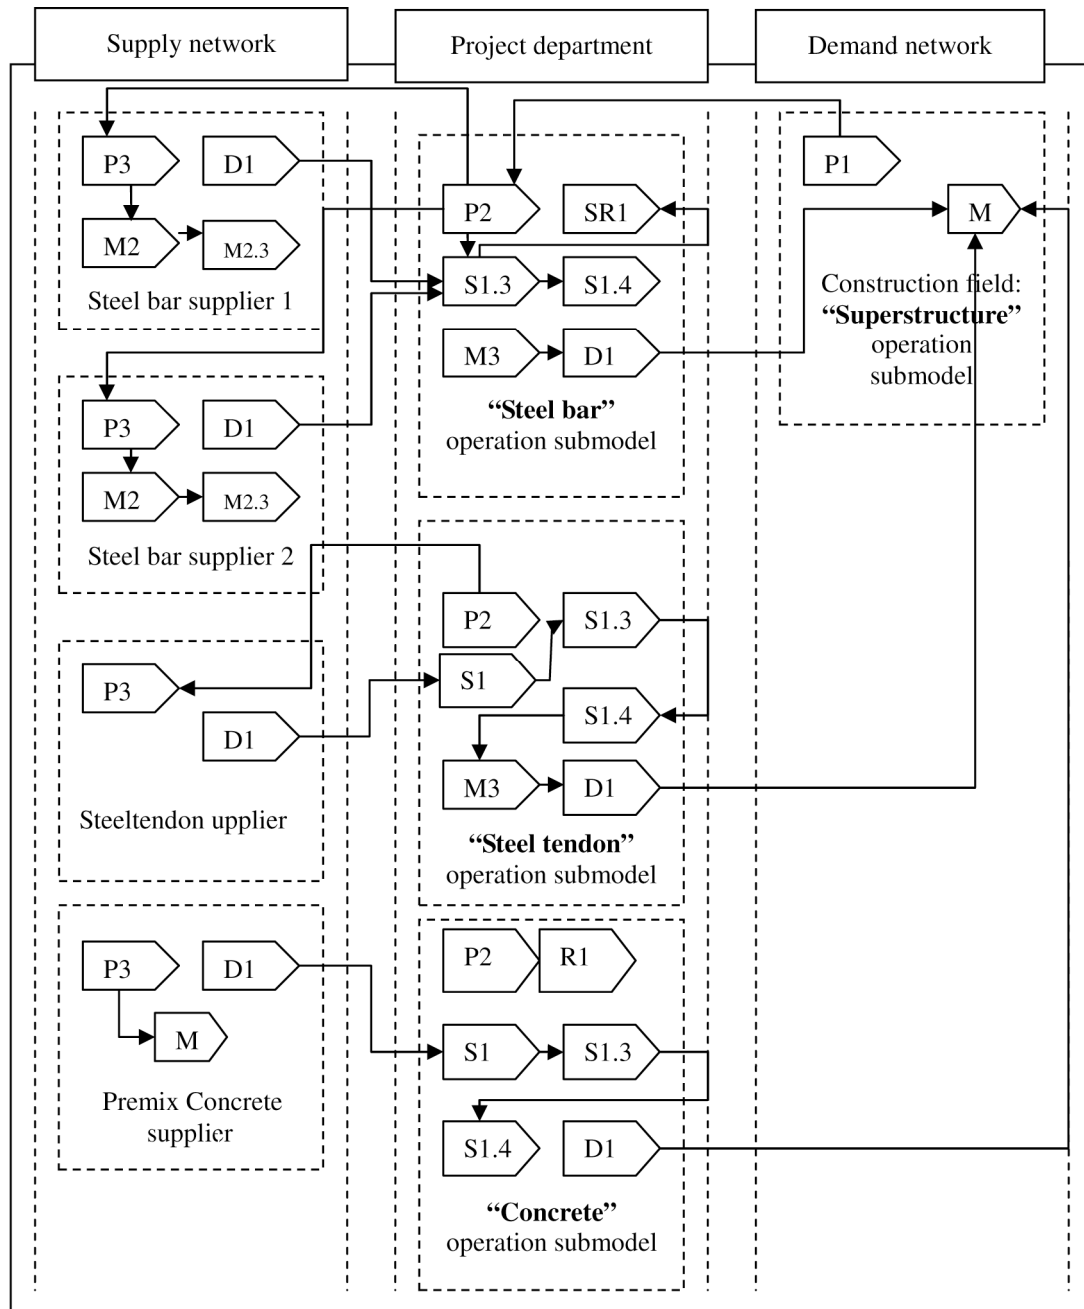 Supply network
Project department
Demand network
P3
D1
M2
M2.3
Steel bar supplier 1
P3
D1
M2
M2.3
Steel bar supplier 2
P3
D1
Steeltendon upplier
P3
D1
M
Premix Concrete
supplier
P2
SR1
S1.3
S1.4
M3
D1
“Steel bar”
operation submodel
P2
S1.3
S1
S1.4
M3
D1
“Steel tendon”
operation submodel
P2
R1
S1
S1.3
S1.4
D1
“Concrete”
operation submodel
P1
M
Construction field:
“Superstructure”
operation
submodel